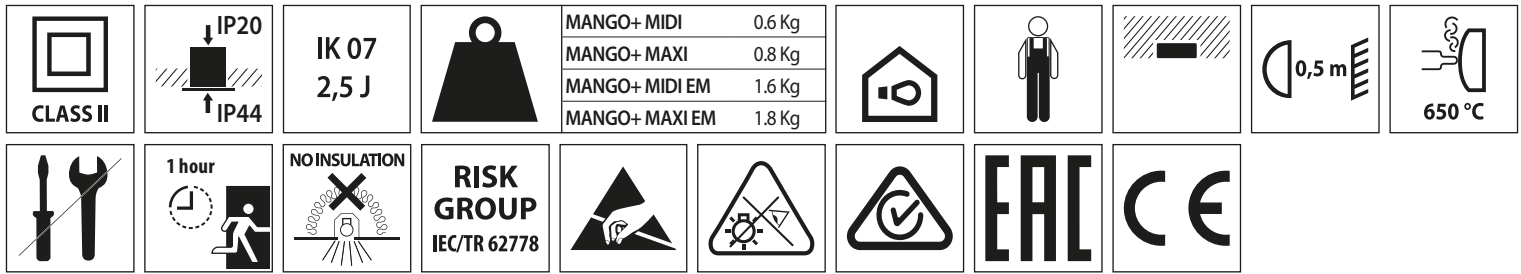 CLASS II
IP20
IP44
IK 07
2,5 J
MANGO+ MIDI 0.6 Kg
MANGO+ MAXI 0.8 Kg
MANGO+ MIDI EM 1.6 Kg
MANGO+ MAXI EM 1.8 Kg
0,5 m
650 °C
1 hour
NO INSULATION
RISK
GROUP
IEC/TR 62778
EAC
CE